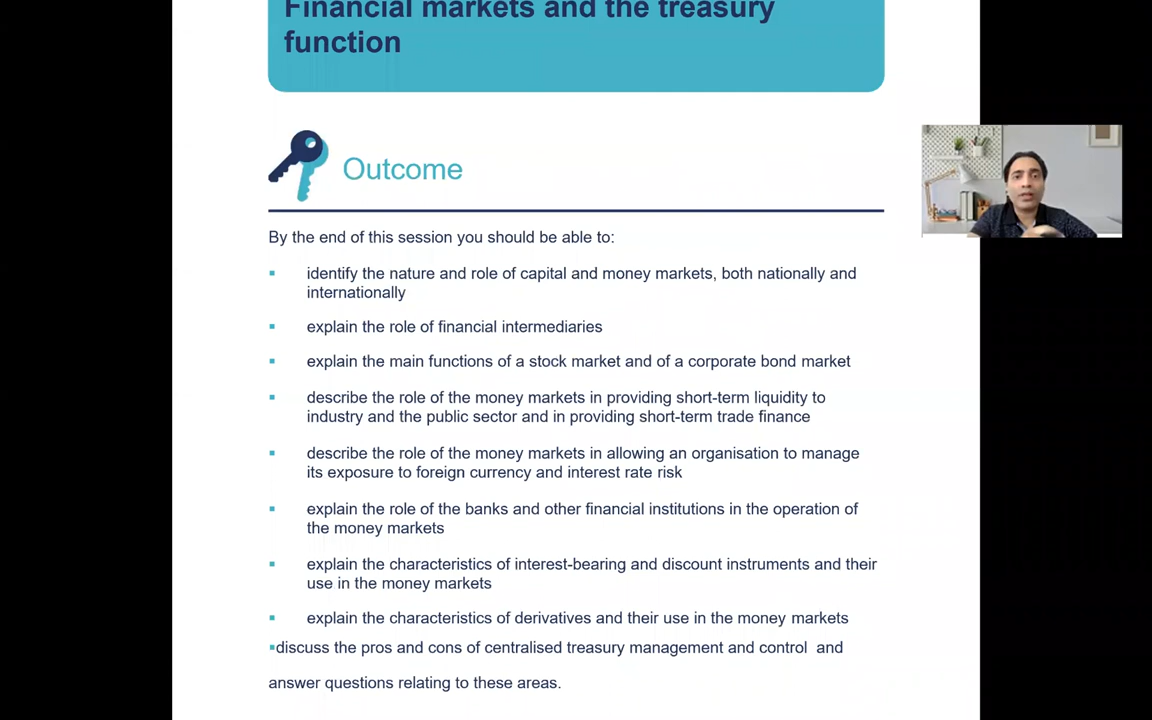 Financial markets and the treasury
function
Outcome
By the end of this session you should be able to:
▪ identify the nature and role of capital and money markets, both nationally and
internationally
▪ explain the role of financial intermediaries
▪ explain the main functions of a stock market and of a corporate bond market
▪ describe the role of the money markets in providing short-term liquidity to
industry and the public sector and in providing short-term trade finance
▪ describe the role of the money markets in allowing an organisation to manage
its exposure to foreign currency and interest rate risk
▪ explain the role of the banks and other financial institutions in the operation of
the money markets
▪ explain the characteristics of interest-bearing and discount instruments and their
use in the money markets
▪ explain the characteristics of derivatives and their use in the money markets
▪discuss the pros and cons of centralised treasury management and control and
answer questions relating to these areas.